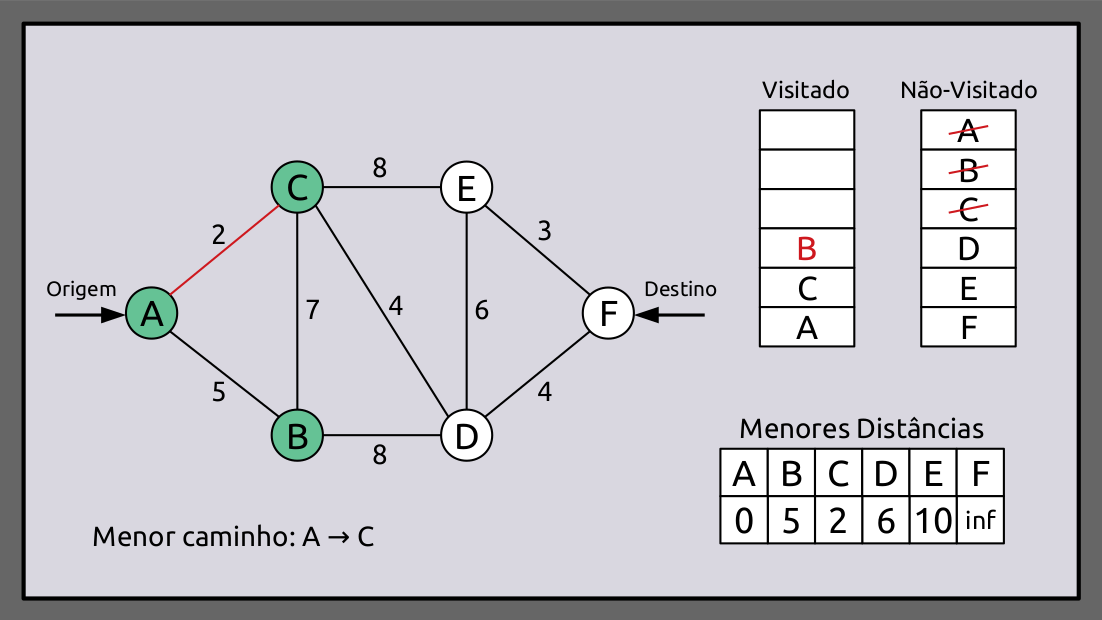 Visitado
Não-Visitado
A
B
C
B
D
C
E
A
F
8
C
E
2
3
Origem
Destino
A
7
4
6
F
5
4
B
D
8
Menores Distâncias
A B C D E F
0 5 2 6 10 inf
Menor caminho: A → C